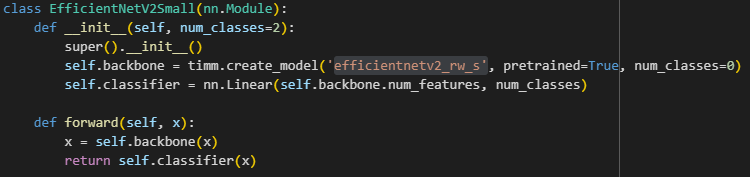 class EfficientNetV2Small(nn.Module):
    def __init__(self, num_classes=2):
        super().__init__()
        self.backbone = timm.create_model('efficientnetv2_rw_s', pretrained=True, num_classes=0)
        self.classifier = nn.Linear(self.backbone.num_features, num_classes)

    def forward(self, x):
        x = self.backbone(x)
        return self.classifier(x)